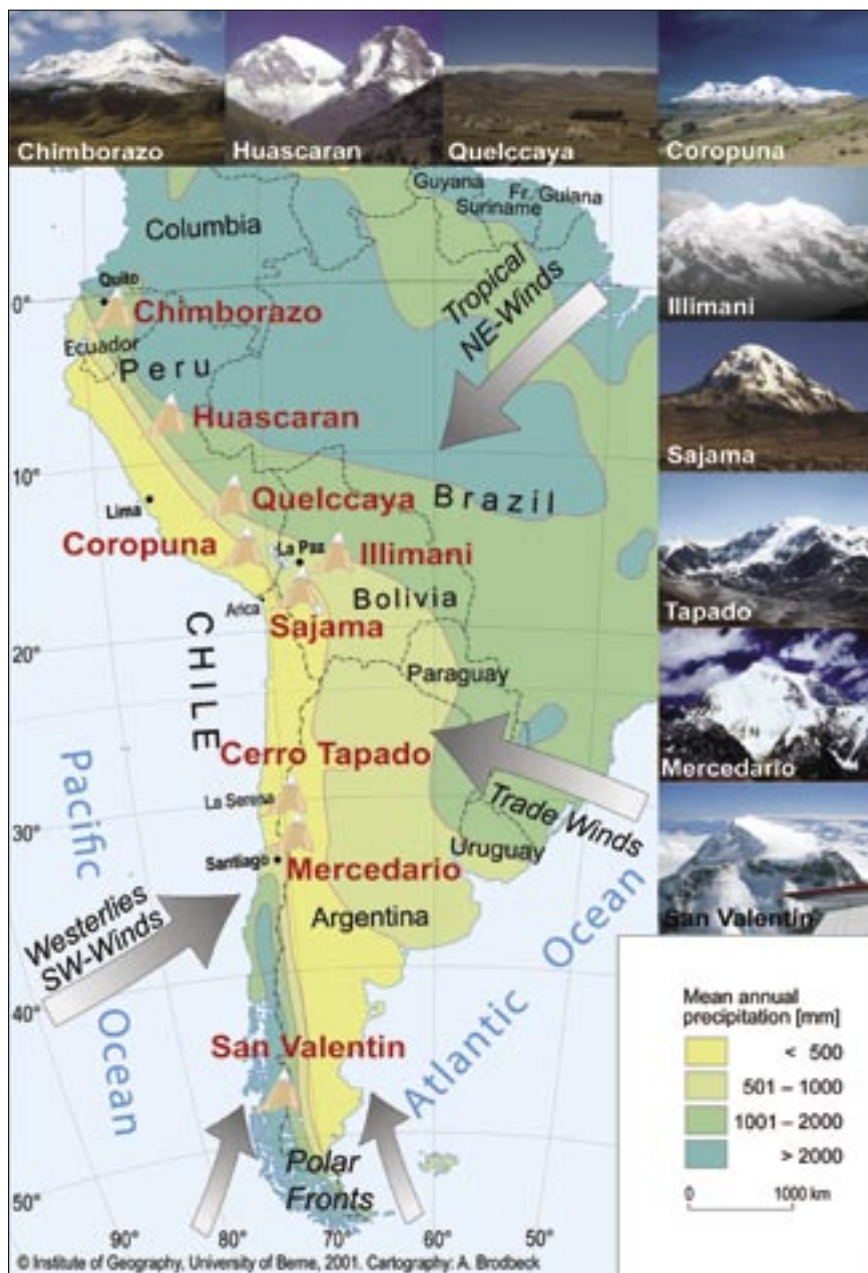 Chimborazo
Huascaran
Quelccaya
Coropuna
Guyana
Suriname
Fr. Guiana
Columbia
Illimani
Quito
Tropical
NE-Winds
0°
Chimborazo
Ecuador
Peru
Huascaran
Sajama
10°
Quelccaya
Brazil
Lima
Coropuna
La Paz
Illimani
Bolivia
Arica
Sajama
Tapado
CHILE
20°
Paraguay
Cerro Tapado
Mercedario
Pacific
Ocean
La Serena
Trade Winds
30°
Uruguay
Santiago
Mercedario
Argentina
San Valentin
Westerlies
SW-Winds
Atlantic Ocean
Mean annual
precipitation [mm]
< 500
501 – 1000
1001 – 2000
> 2000
0 1000 km
40°
San Valentin
Polar
Fronts
50°
90° 80° 70° 60° 50°
© Institute of Geography, University of Berne, 2001. Cartography: A. Brodbeck